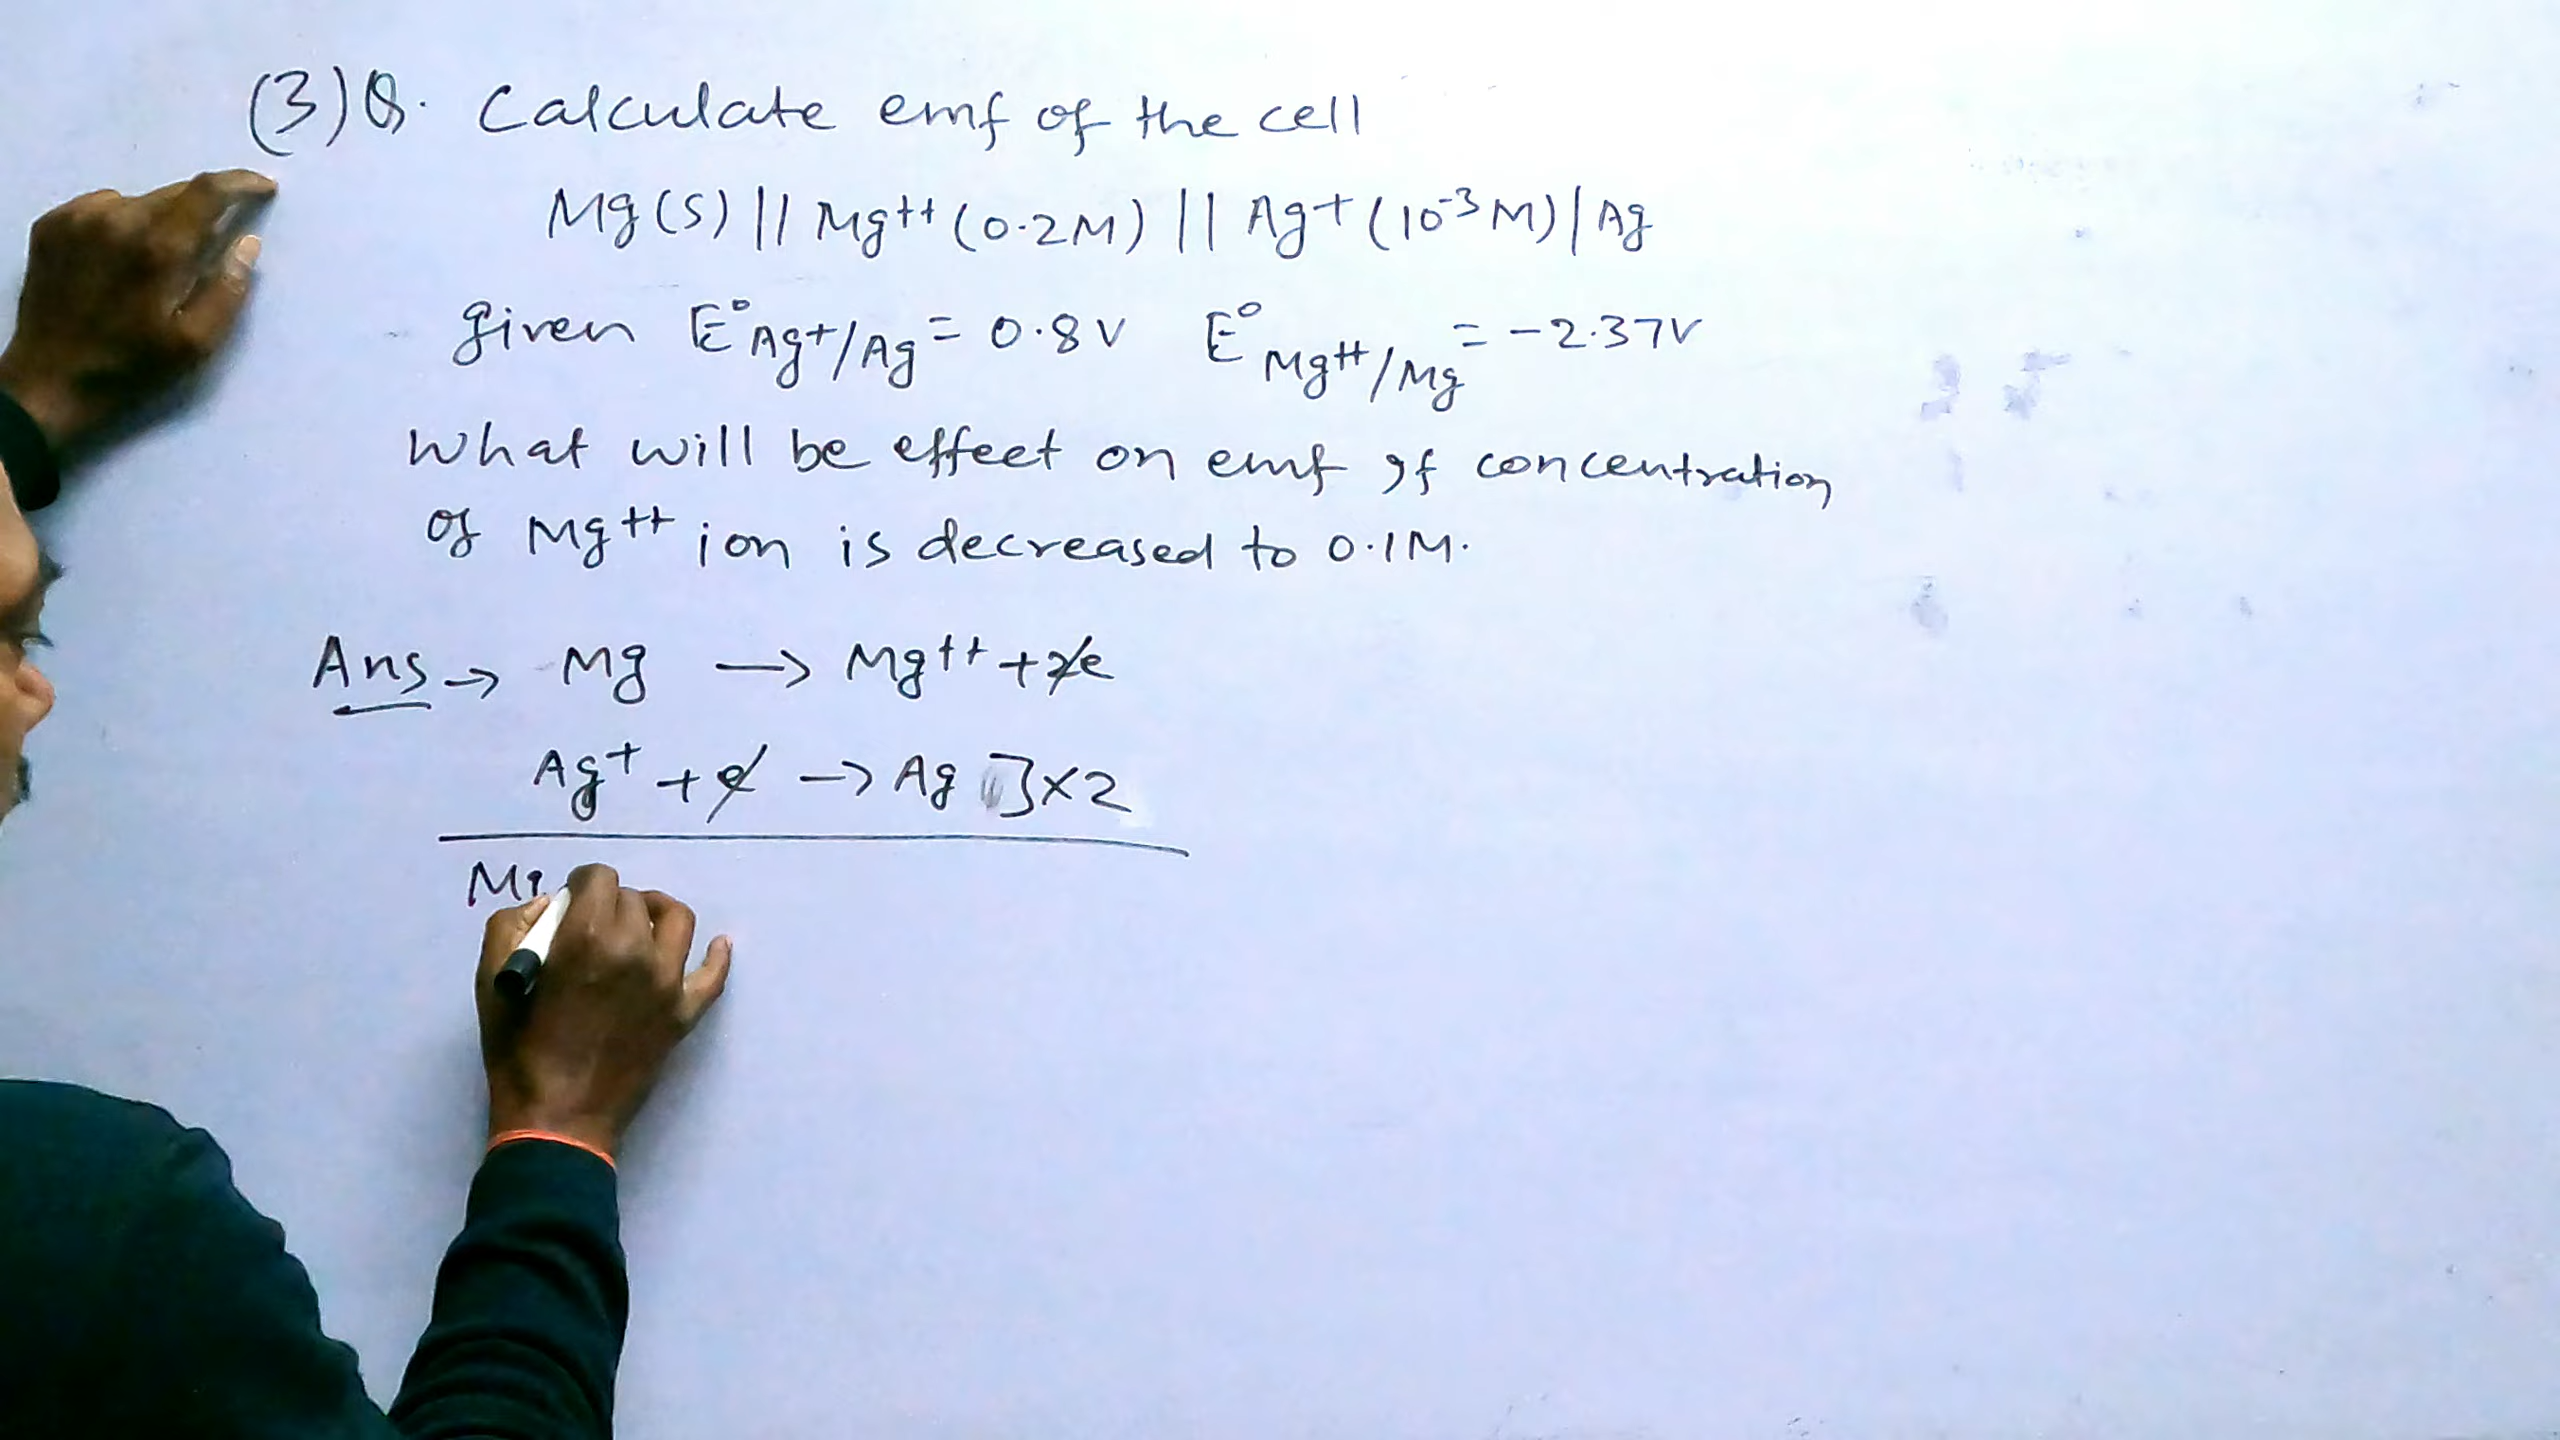 (3) Q. Calculate emf of the cell
Mg(s) || Mg++ (0.2M) || Ag+ (10-3 M) | Ag
given E°Ag+/Ag = 0.8V E°Mg++/Mg = -2.37V
What will be effect on emf if concentration
of Mg++ ion is decreased to 0.1M.
Ans → Mg → Mg++ + 2e
Ag+ + e → Ag ] x 2
Mg